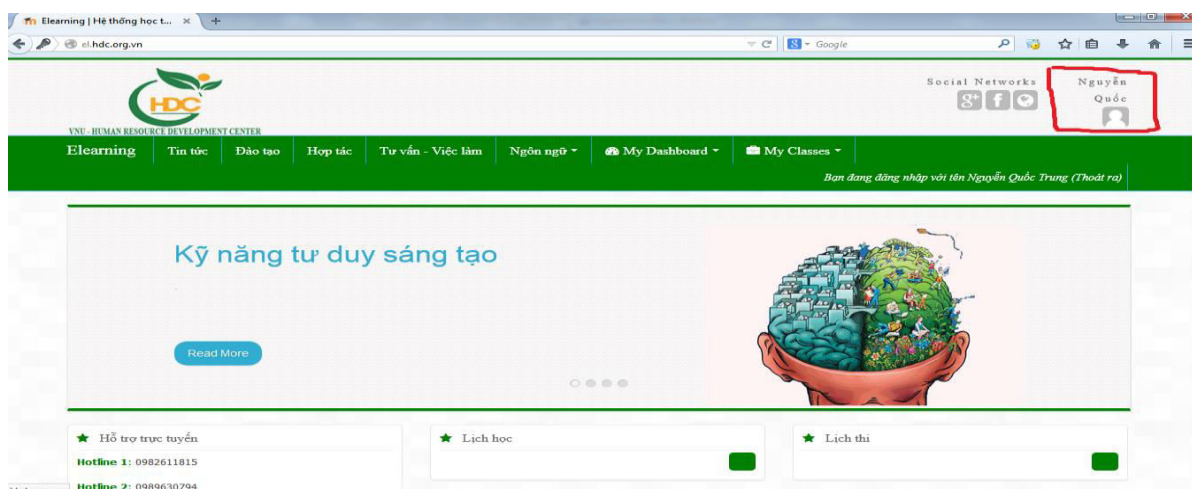 Elearning | Hệ thống học t...
el.hdc.org.vn
Google
HDC
VNU - HUMAN RESOURCE DEVELOPMENT CENTER
Social Networks
Nguyễn
Quốc
Elearning Tin tức Đào tạo Hợp tác Tư vấn - Việc làm Ngôn ngữ My Dashboard My Classes
Bạn đang đăng nhập với tên Nguyễn Quốc Trung (Thoát ra)
Kỹ năng tư duy sáng tạo
Read More
Hỗ trợ trực tuyến
Hotline 1: 0982611815
Hotline 2: 0989630794
Lịch học
Lịch thi